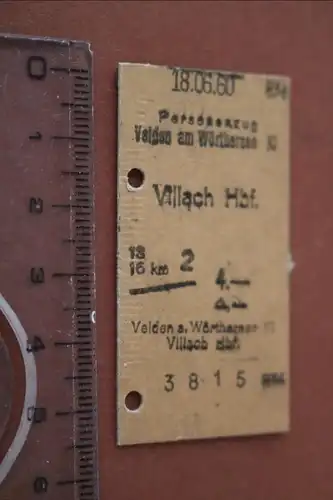 0
1
2
3
4
5
6
18.06.60
Personenzug
Velden am Wörthersee
Villach Hbf.
13
16 km 2
4.—
Velden a. Wörthersee
Villach Hbf.
3815